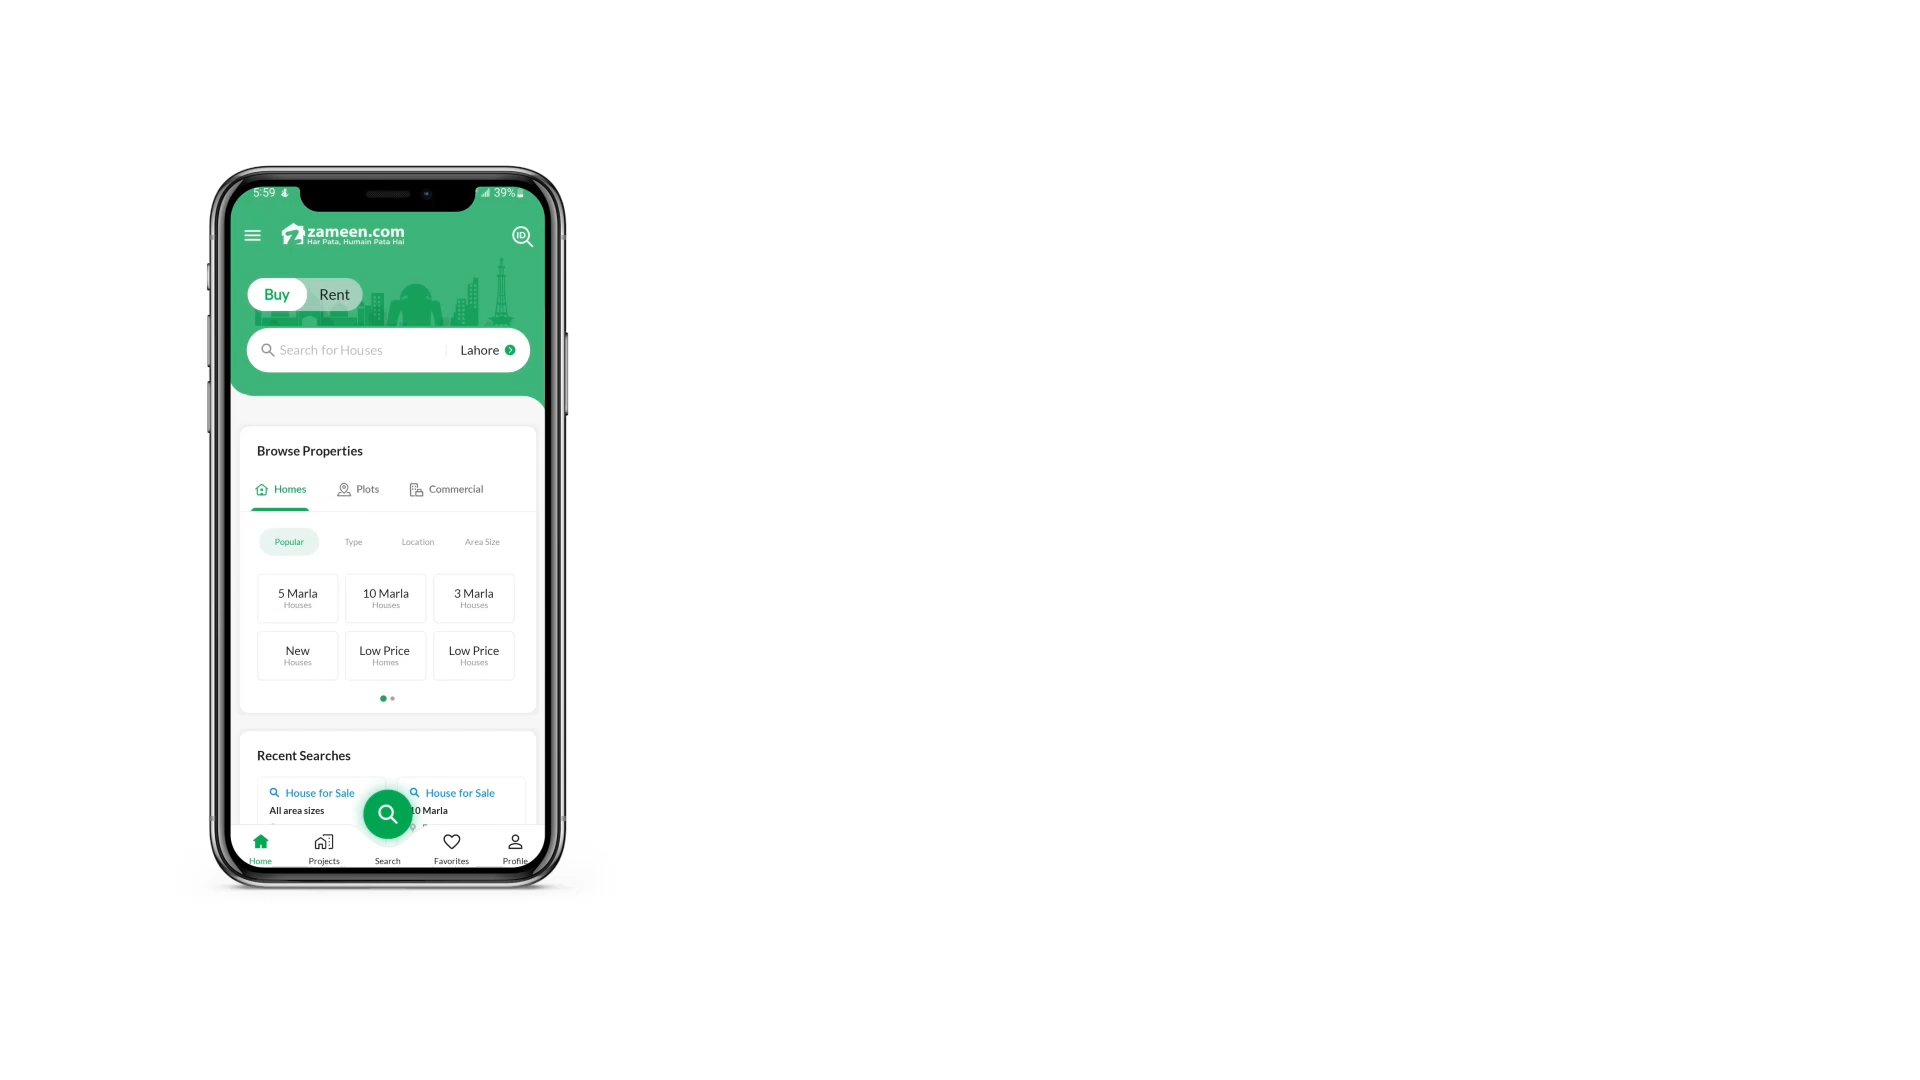 5:59
39%
zameen.com
Har Pata, Humain Pata Hai
ID
Buy Rent
Search for Houses Lahore
Browse Properties
Homes Plots Commercial
Popular Type Location Area Size
5 Marla 10 Marla 3 Marla
Houses Houses Houses
New Low Price Low Price
Houses Homes Houses
Recent Searches
House for Sale House for Sale
All area sizes 10 Marla
Home Projects Search Favorites Profile